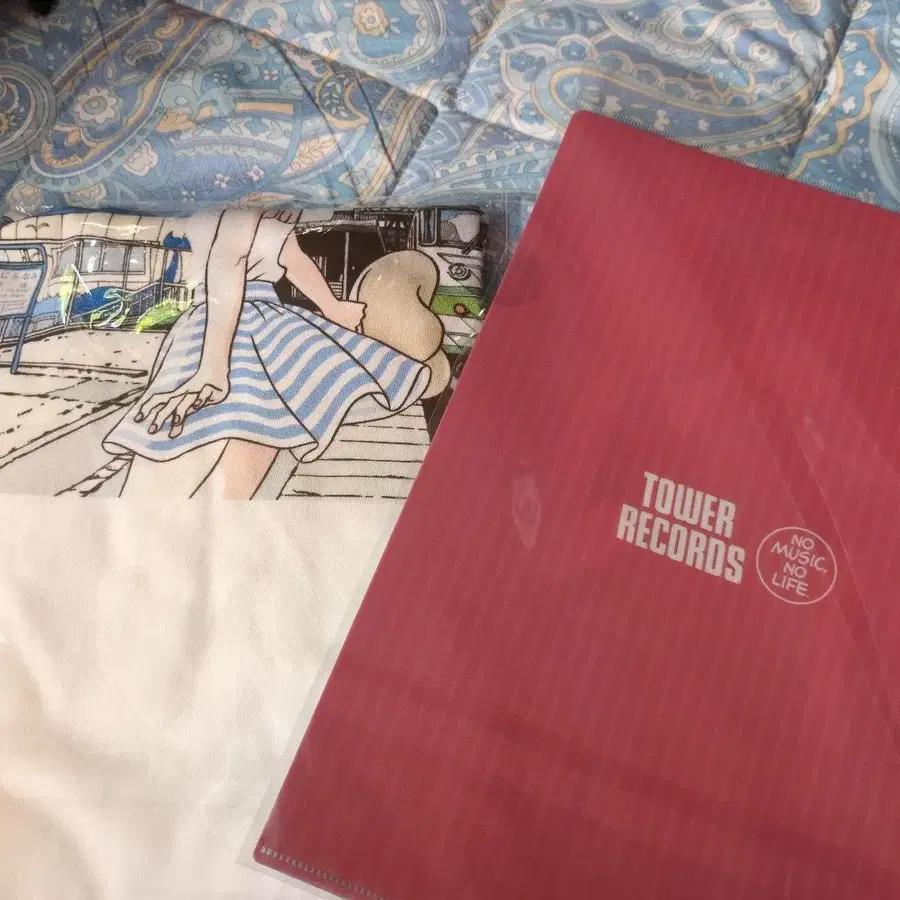 TOWER
RECORDS
NO
MUSIC,
NO
LIFE.